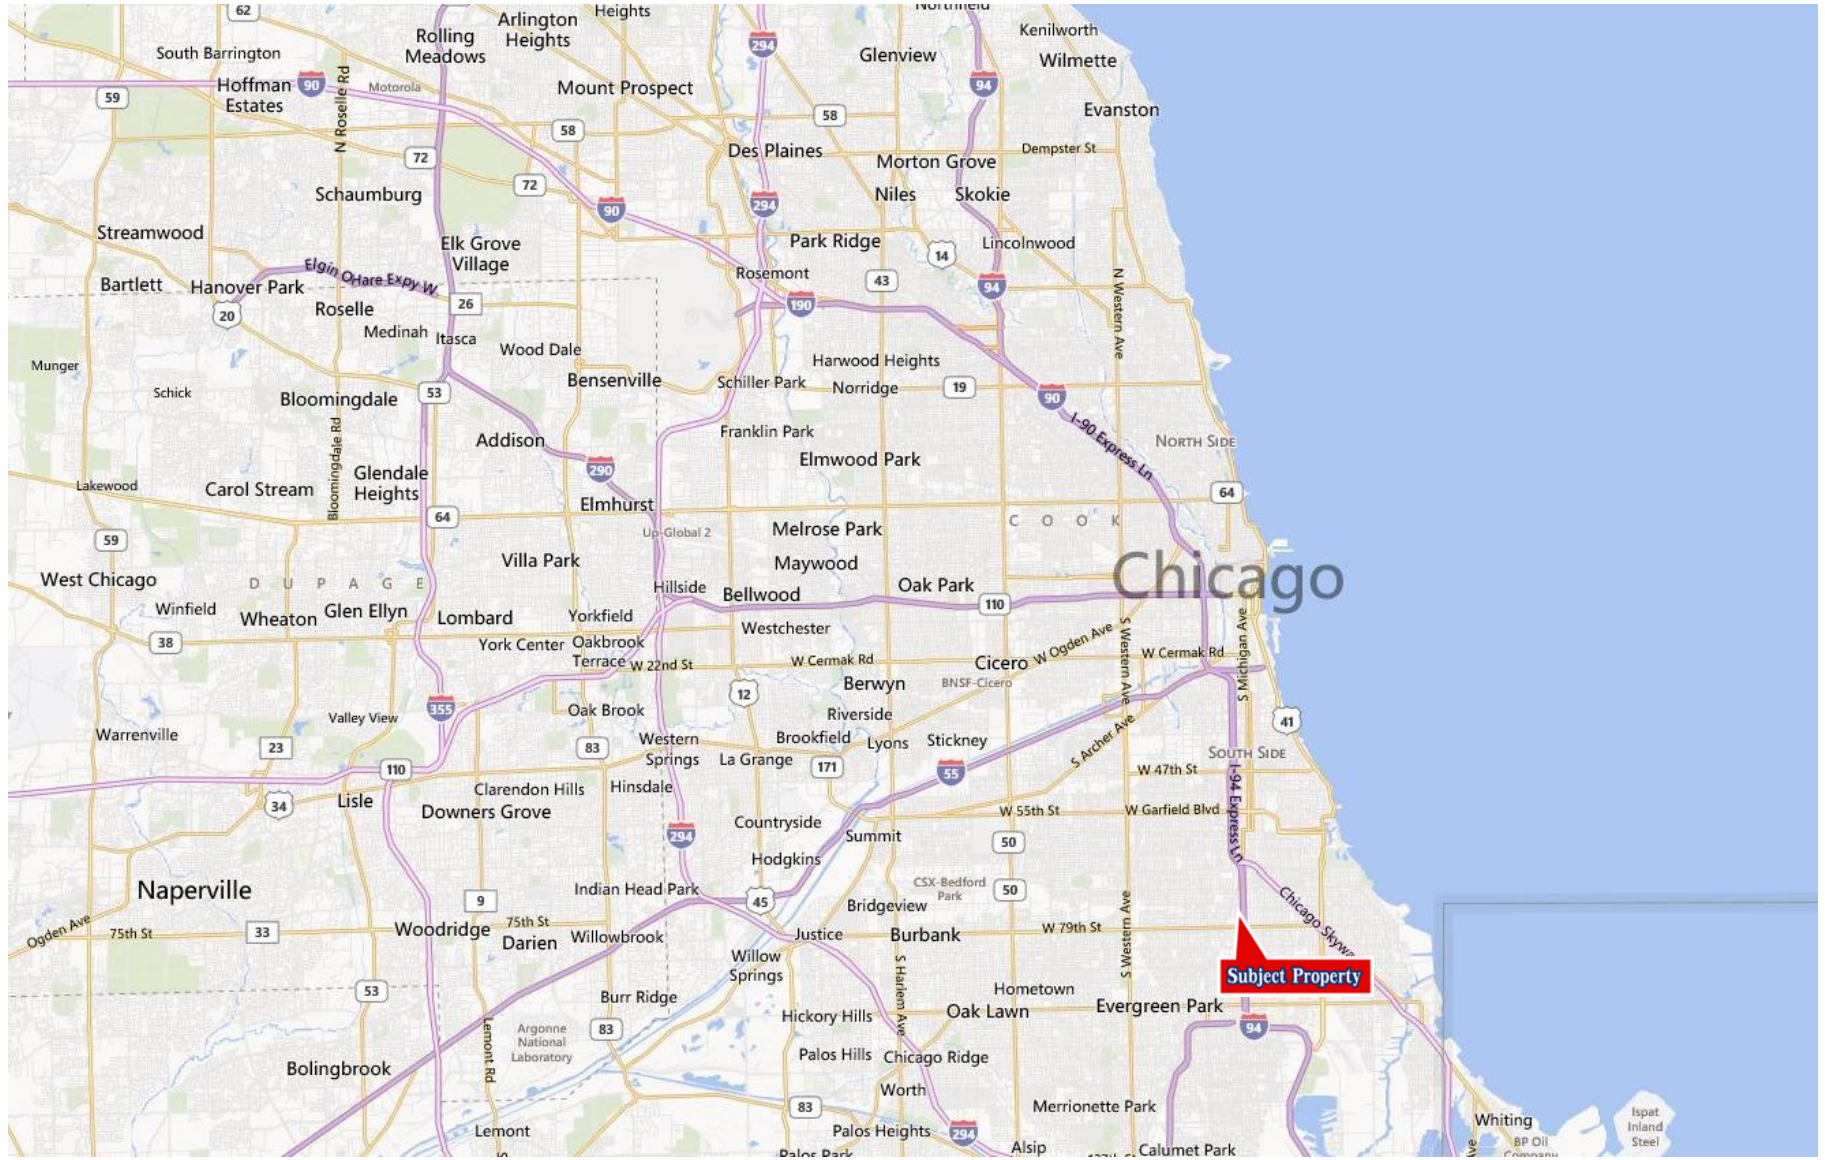 62
Heights
Northfield
Arlington
Heights
Rolling
Meadows
Kenilworth
Wilmette
South Barrington
294
Glenview
Hoffman
Estates
90
Motorola
Mount Prospect
94
59
N Roselle Rd
58
58
Evanston
72
Des Plaines
Morton Grove
Dempster St
Schaumburg
72
Niles
Skokie
90
294
Streamwood
Elk Grove
Village
Park Ridge
14
Lincolnwood
Bartlett
Hanover Park
Elgin OHare Expy W
Rosemont
43
94
20
Roselle
26
190
N Western Ave
Medinah
Itasca
Wood Dale
Munger
Harwood Heights
Schick
Bloomingdale
53
Bensenville
Schiller Park
Norridge
19
90
I-90 Express Ln
Addison
Franklin Park
NORTH SIDE
Bloomingdale Rd
Glendale
Heights
290
Elmwood Park
Lakewood
Carol Stream
Elmhurst
64
64
Up-Global 2
Melrose Park
COOK
59
Villa Park
Maywood
Chicago
West Chicago
DUPAGE
Hillside
Bellwood
Oak Park
110
Winfield
Wheaton
Glen Ellyn
Lombard
Yorkfield
Westchester
W Ogden Ave
S Western Ave
S Michigan Ave
38
York Center
Oakbrook
Terrace
W 22nd St
W Cermak Rd
Cicero
W Cermak Rd
12
Berwyn
BNSF-Cicero
355
Valley View
Oak Brook
Riverside
41
Warrenville
23
83
Western
Springs
Brookfield
Lyons
Stickney
S Archer Ave
SOUTH SIDE
110
La Grange
171
55
W 47th St
I-94 Express Ln
34
Lisle
Clarendon Hills
Hinsdale
Downers Grove
Countryside
Summit
W 55th St
W Garfield Blvd
294
50
Hodgkins
Naperville
Indian Head Park
CSX-Bedford
Park
50
9
45
Bridgeview
S Western Ave
Chicago Skyway
Ogden Ave
75th St
33
Woodridge
75th St
Darien
Willowbrook
Justice
Burbank
W 79th St
Willow
Springs
S Harlem Ave
Subject Property
53
Burr Ridge
Hometown
Hickory Hills
Oak Lawn
Evergreen Park
Lemont Rd
Argonne
National
Laboratory
83
94
Bolingbrook
Palos Hills
Chicago Ridge
Worth
83
Merrionette Park
Whiting
Ispat
Inland
Steel
Lemont
Palos Heights
294
Alsip
Calumet Park
BP Oil
Company
Palos Park